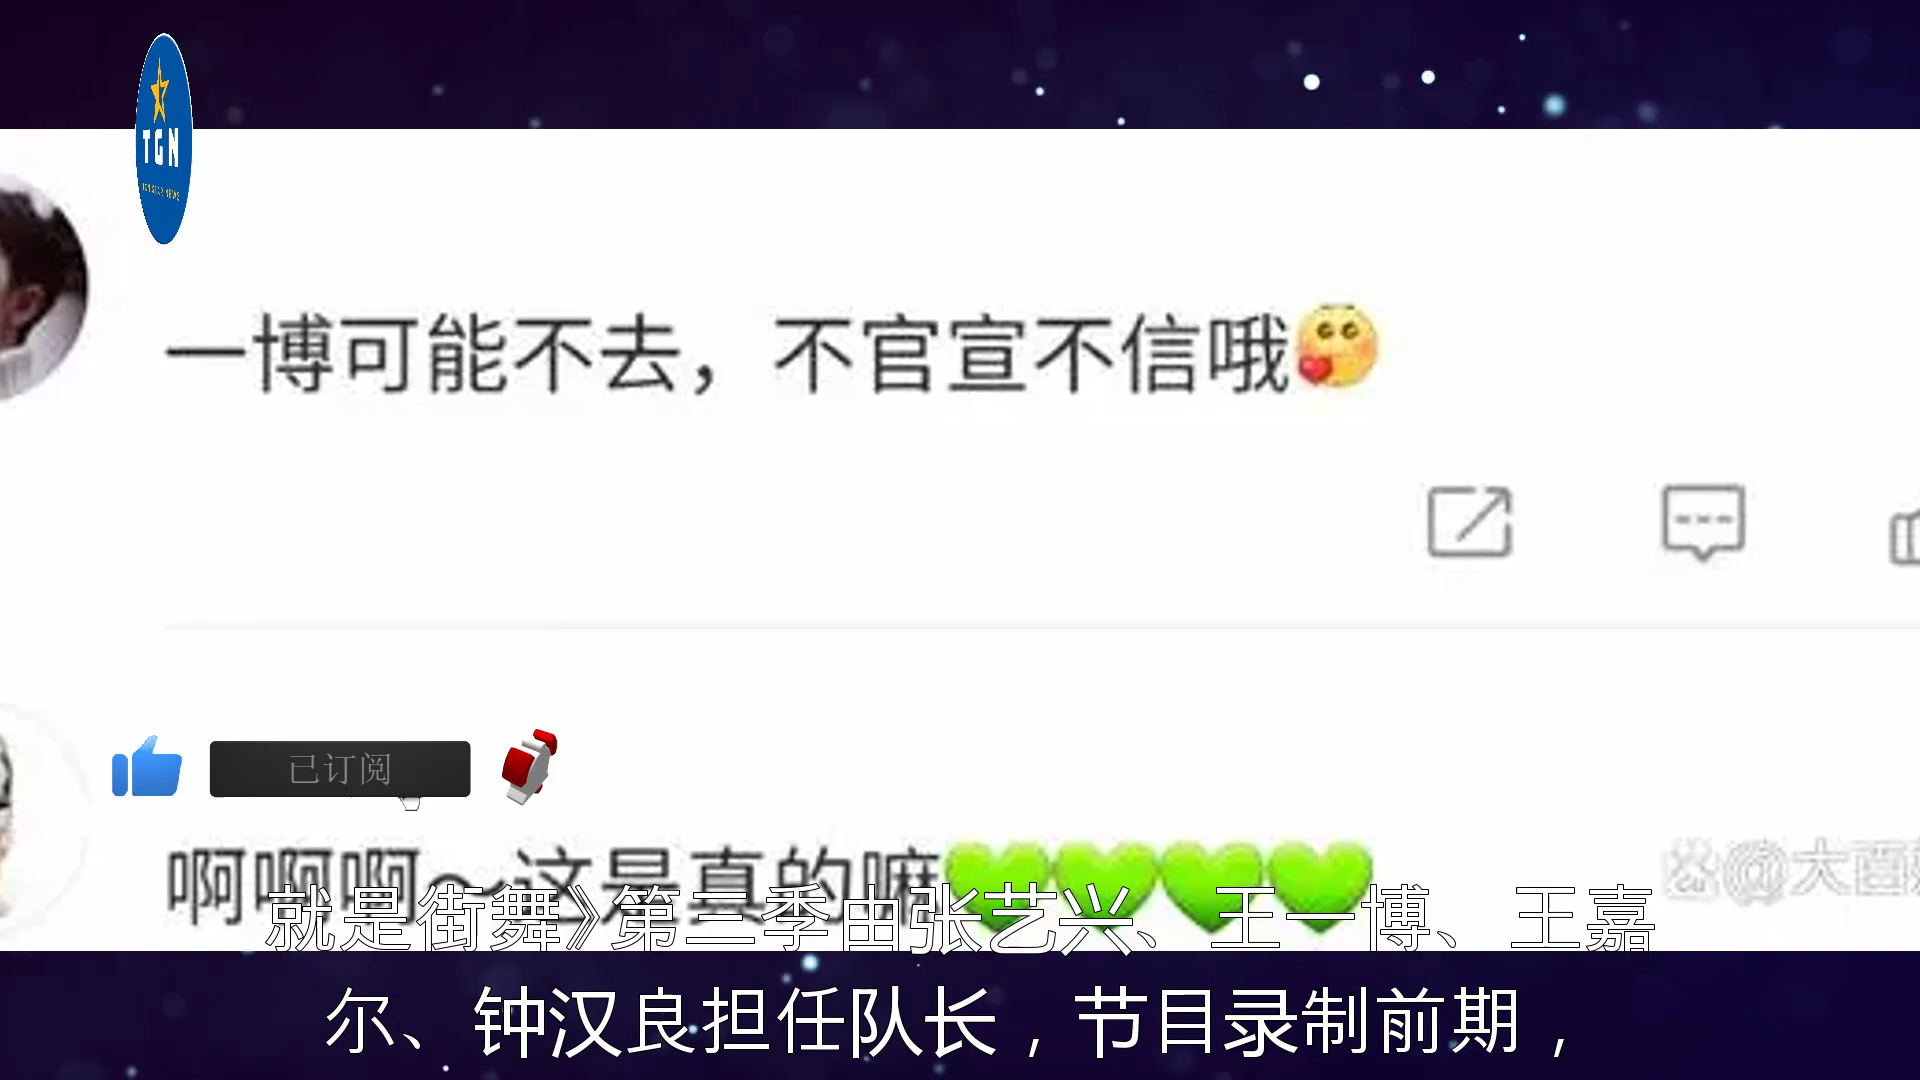 TGN
一博可能不去，不官宣不信哦
已订阅
啊啊啊～这是真的嘛
就是街舞》第三季由张艺兴、王一博、王嘉
尔、钟汉良担任队长，节目录制前期，